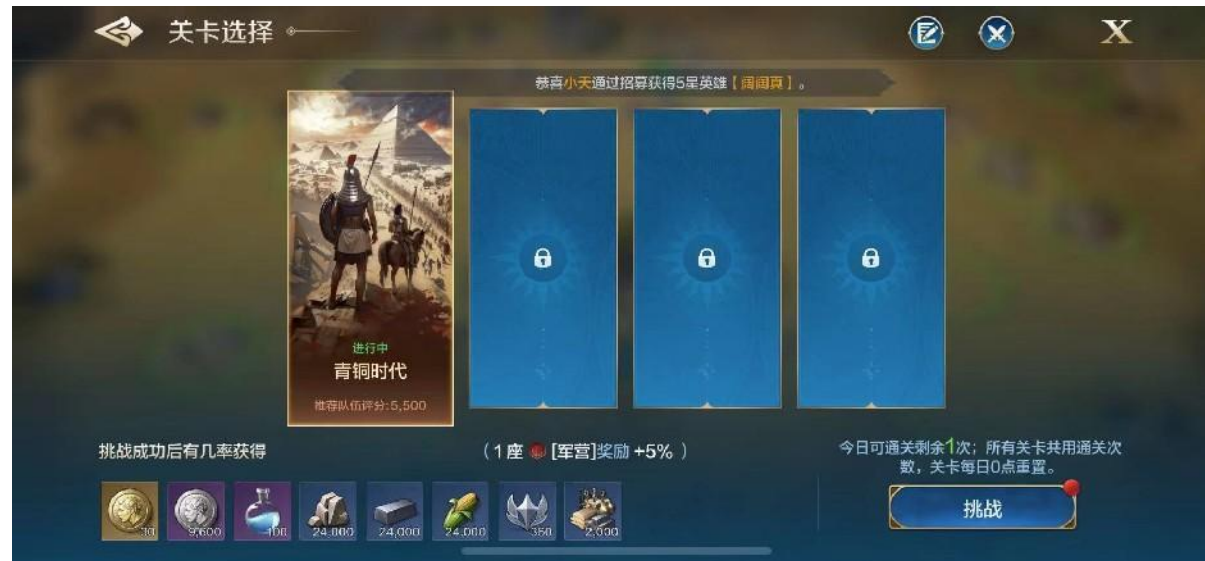 关卡选择
X
恭喜小天通过招募获得5星英雄【阔阔真】。
进行中
青铜时代
推荐队伍评分:5,500
挑战成功后有几率获得
(1座[军营]奖励+5%)
今日可通关剩余1次;所有关卡共用通关次
数,关卡每日0点重置。
30
9,600
100
24,000
24,000
24,000
350
2,000
挑战